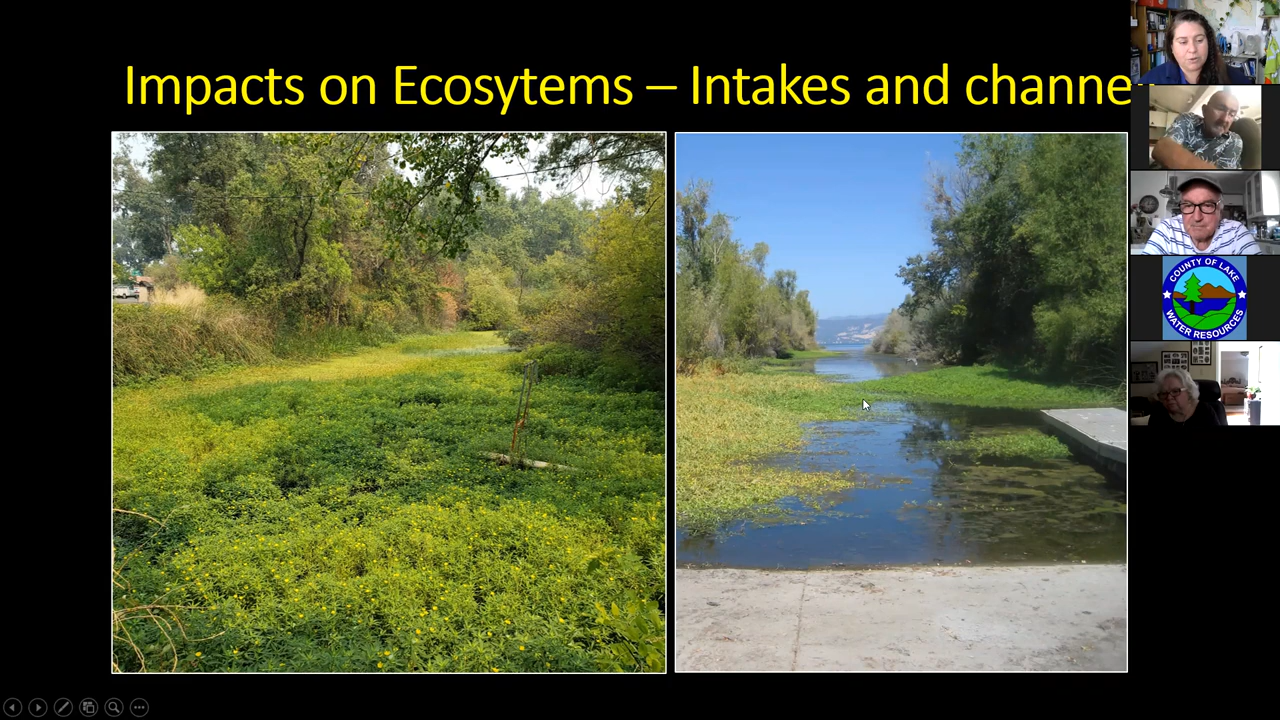 Impacts on Ecosytems – Intakes and channe
COUNTY OF LAKE
WATER RESOURCES